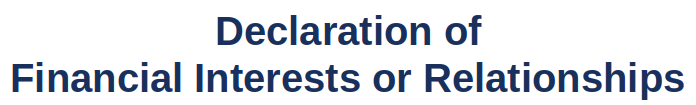 Declaration of
Financial Interests or Relationships